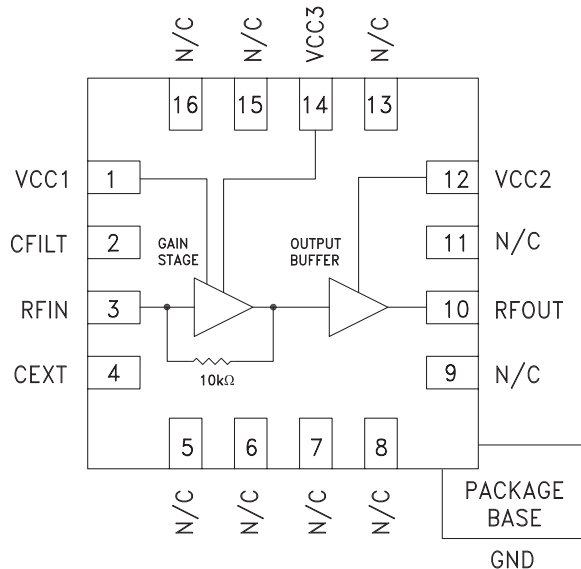 N/C
N/C
VCC3
N/C
16
15
14
13
VCC1
1
12
VCC2
CFILT
2
GAIN
STAGE
OUTPUT
BUFFER
11
N/C
RFIN
3
10
RFOUT
CEXT
4
10kΩ
9
N/C
5
6
7
8
N/C
N/C
N/C
N/C
PACKAGE
BASE
GND